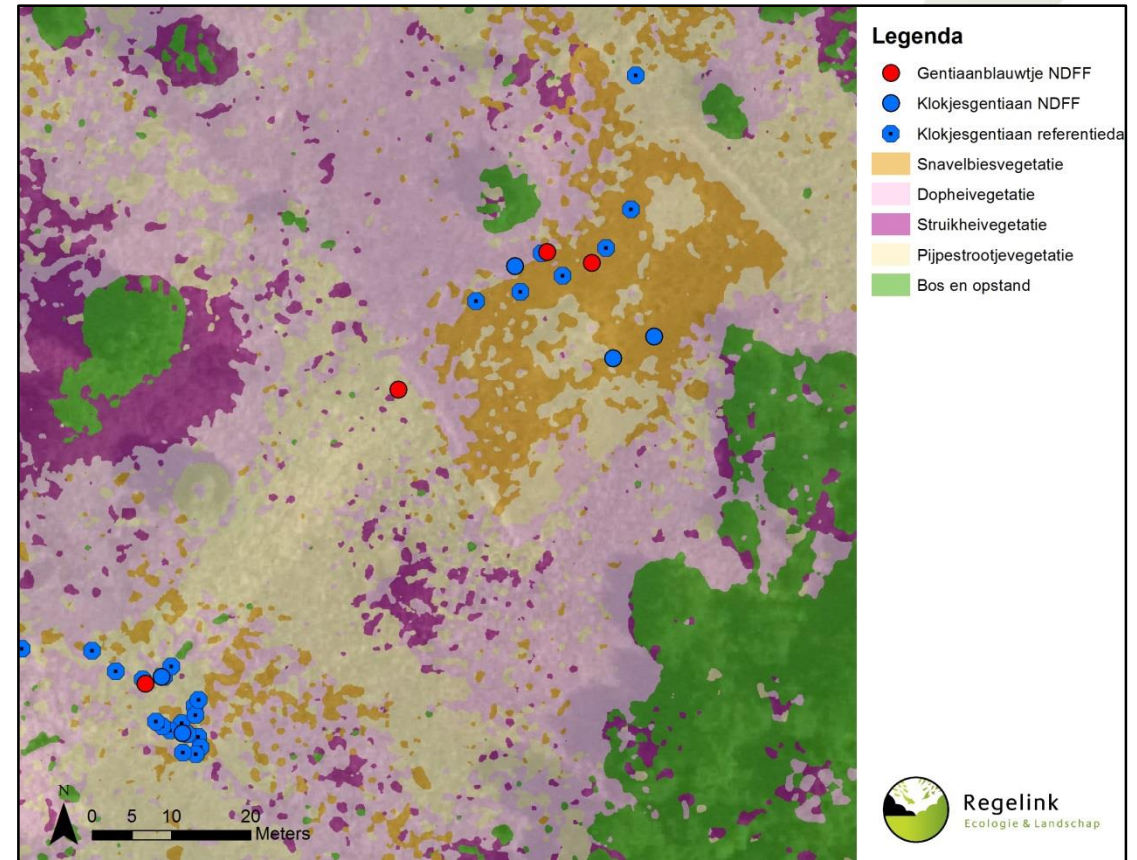 Legenda
Gentiaanblauwtje NDFF
Klokjesgentiaan NDFF
Klokjesgentiaan referentieda
Snavelbiesvegetatie
Dopheivegetatie
Struikheivegetatie
Pijpestrootjevegetatie
Bos en opstand
N
0 5 10 20
Meters
Regelink
Ecologie & Landschap